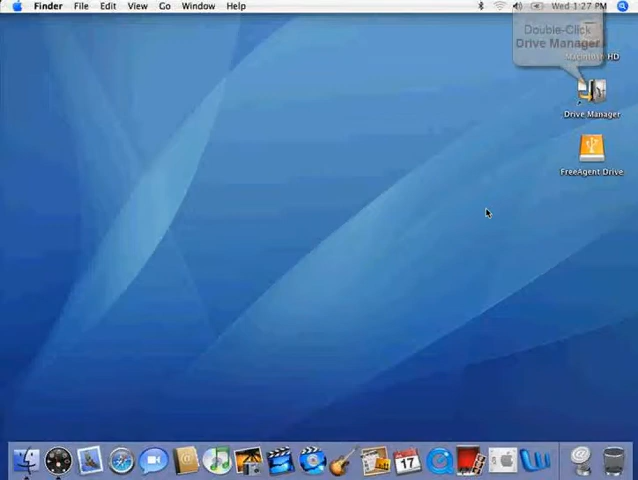 Finder File Edit View Go Window Help Wed 1:27 PM
Double-Click
Drive Manager
Macintosh HD
Drive Manager
FreeAgent Drive
17